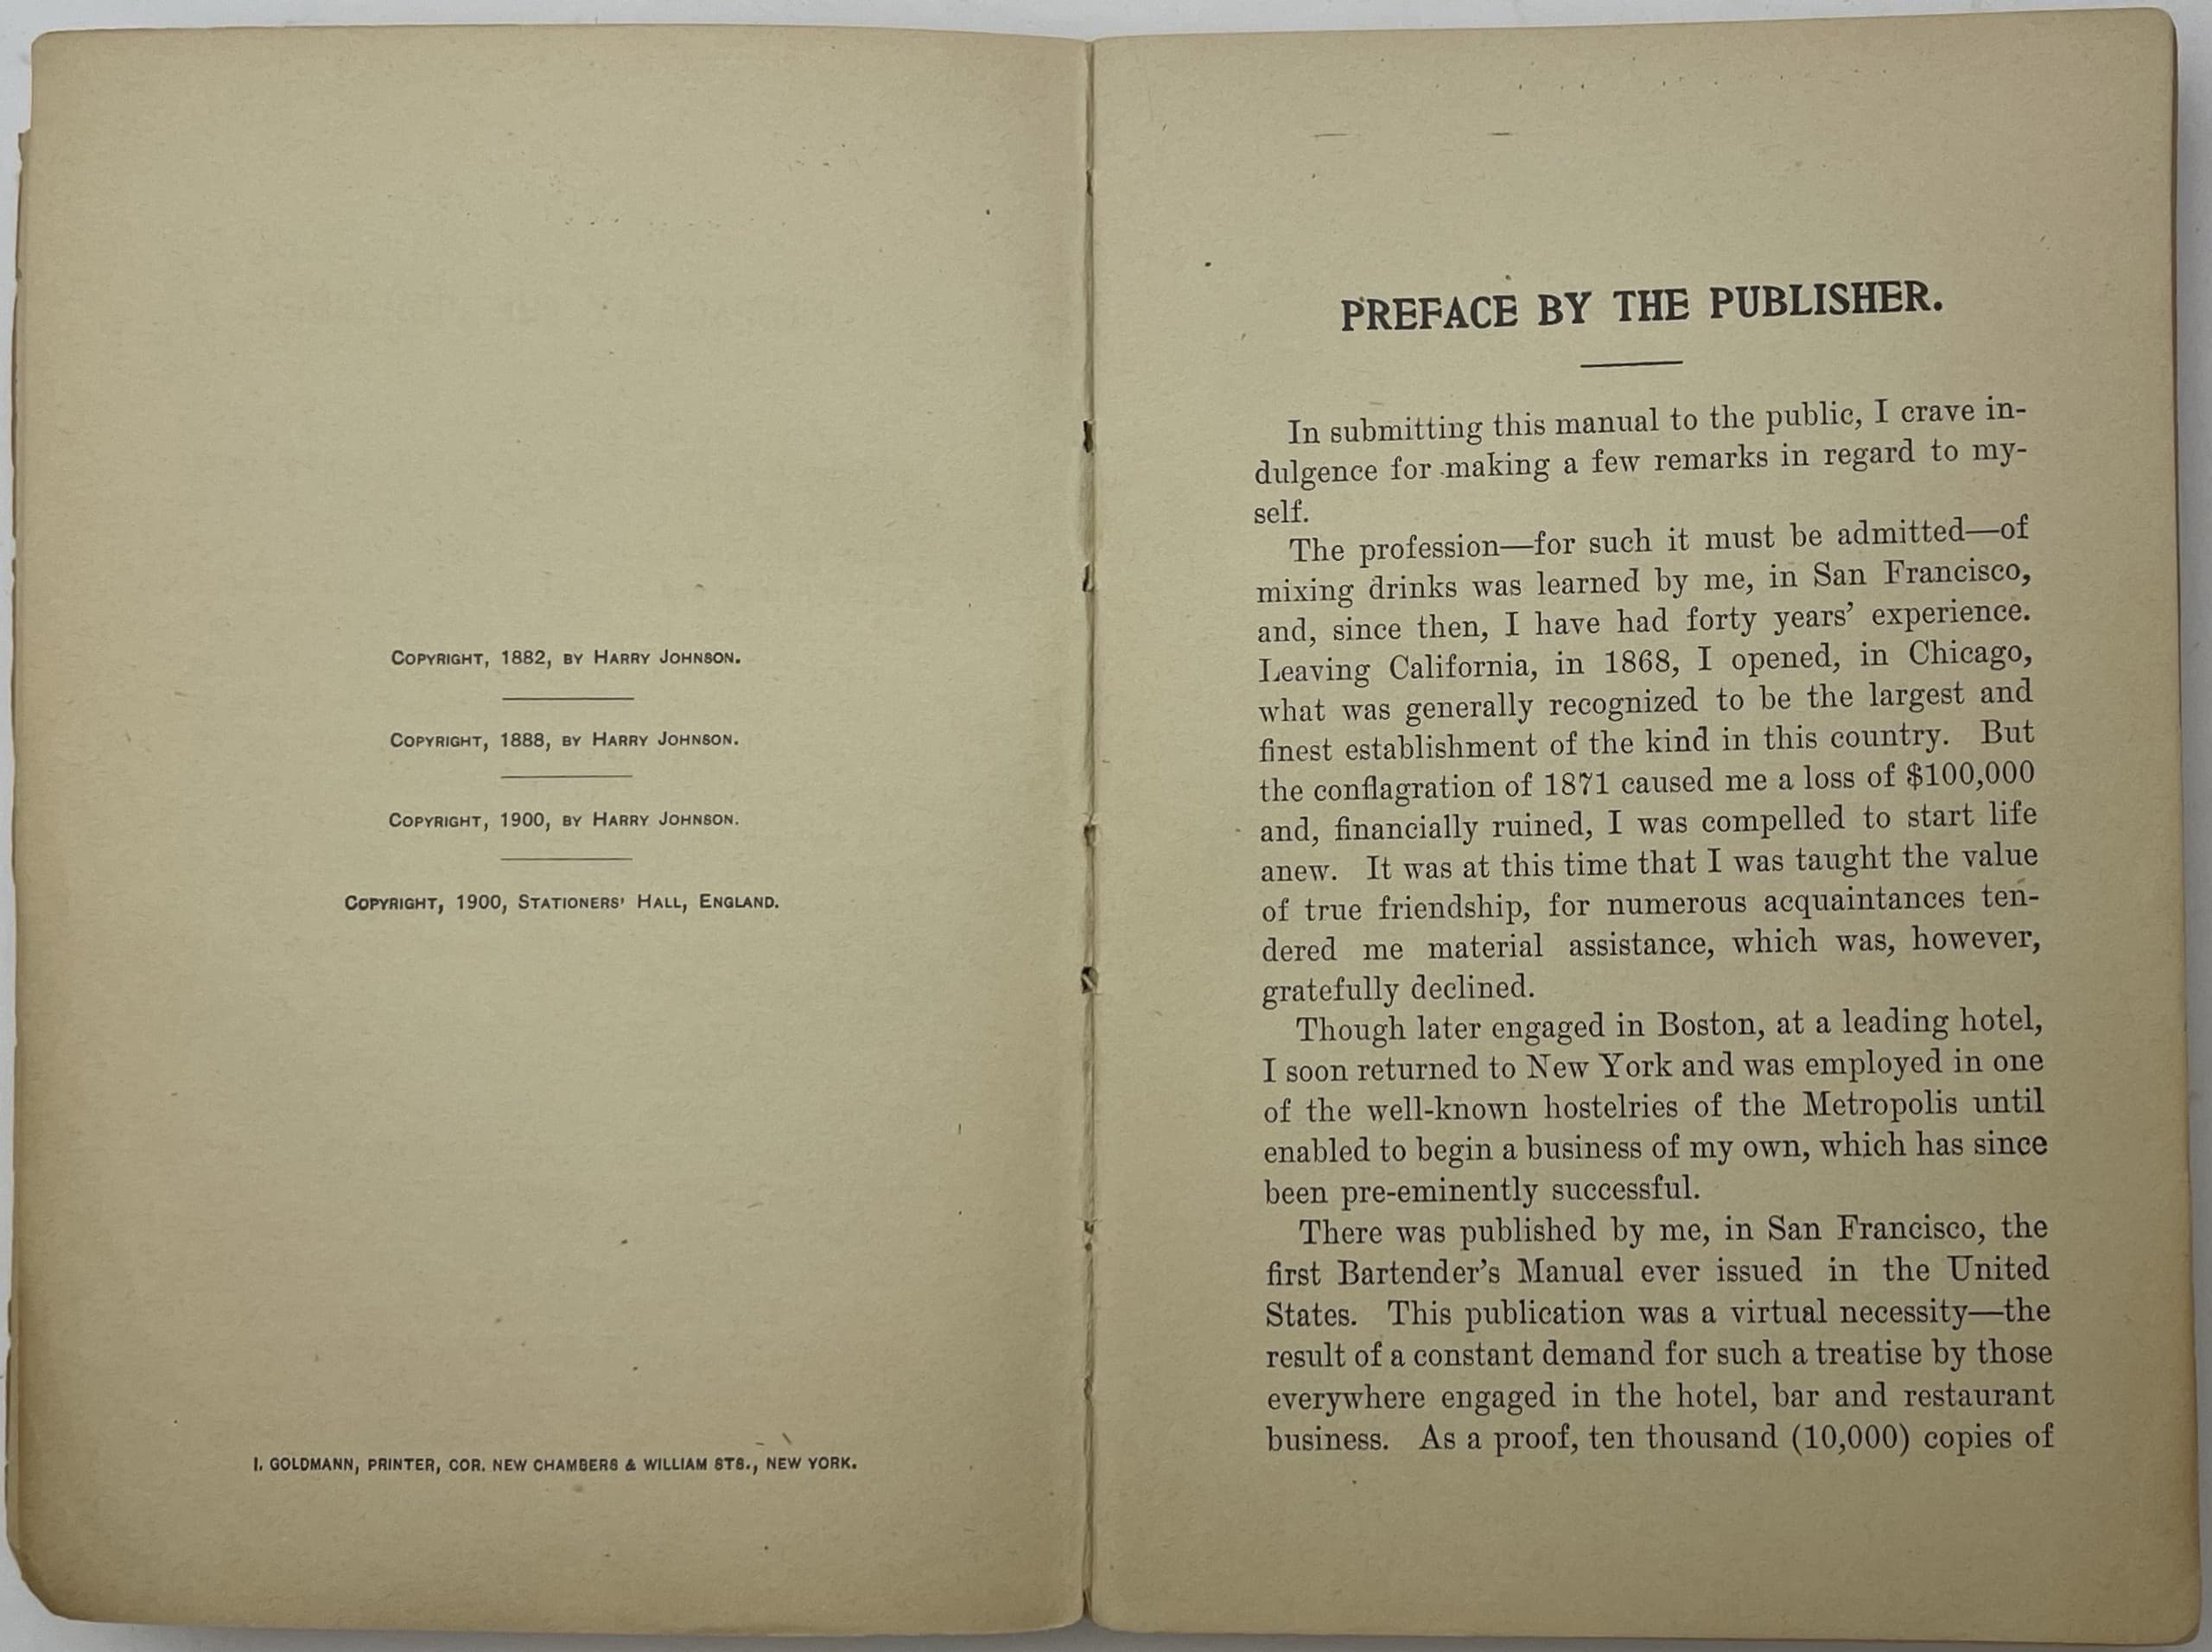 COPYRIGHT, 1882, BY HARRY JOHNSON.
COPYRIGHT, 1888, BY HARRY JOHNSON.
COPYRIGHT, 1900, BY HARRY JOHNSON.
COPYRIGHT, 1900, STATIONERS' HALL, ENGLAND.
I. GOLDMANN, PRINTER, COR. NEW CHAMBERS & WILLIAM STS., NEW YORK.
PREFACE BY THE PUBLISHER.
In submitting this manual to the public, I crave in-
dulgence for making a few remarks in regard to my-
self.
The profession—for such it must be admitted—of
mixing drinks was learned by me, in San Francisco,
and, since then, I have had forty years' experience.
Leaving California, in 1868, I opened, in Chicago,
what was generally recognized to be the largest and
finest establishment of the kind in this country. But
the conflagration of 1871 caused me a loss of $100,000
and, financially ruined, I was compelled to start life
anew. It was at this time that I was taught the value
of true friendship, for numerous acquaintances ten-
dered me material assistance, which was, however,
gratefully declined.
Though later engaged in Boston, at a leading hotel,
I soon returned to New York and was employed in one
of the well-known hostelries of the Metropolis until
enabled to begin a business of my own, which has since
been pre-eminently successful.
There was published by me, in San Francisco, the
first Bartender's Manual ever issued in the United
States. This publication was a virtual necessity—the
result of a constant demand for such a treatise by those
everywhere engaged in the hotel, bar and restaurant
business. As a proof, ten thousand (10,000) copies of